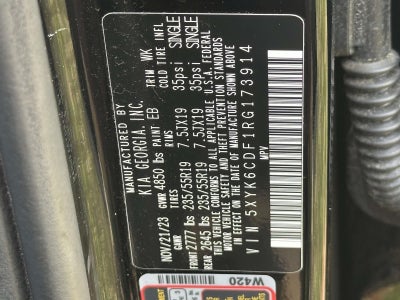 MANUFACTURED BY
KIA GEORGIA, INC.
NOV/21/23 PAINT EB TRIM WK
GVWR 4850 lbs
GAWR TIRES RIMS COLD TIRE INFL
FRONT 2777 lbs 235/55R19 7.5JX19 35psi SINGLE
REAR 2645 lbs 235/55R19 7.5JX19 35psi SINGLE
THIS VEHICLE CONFORMS TO ALL APPLICABLE U.S.A. FEDERAL
MOTOR VEHICLE SAFETY AND THEFT PREVENTION STANDARDS
IN EFFECT ON THE DATE OF MANUFACTURE SHOWN ABOVE.
VIN 5XYK6CDF1RG173914
MPV
W420